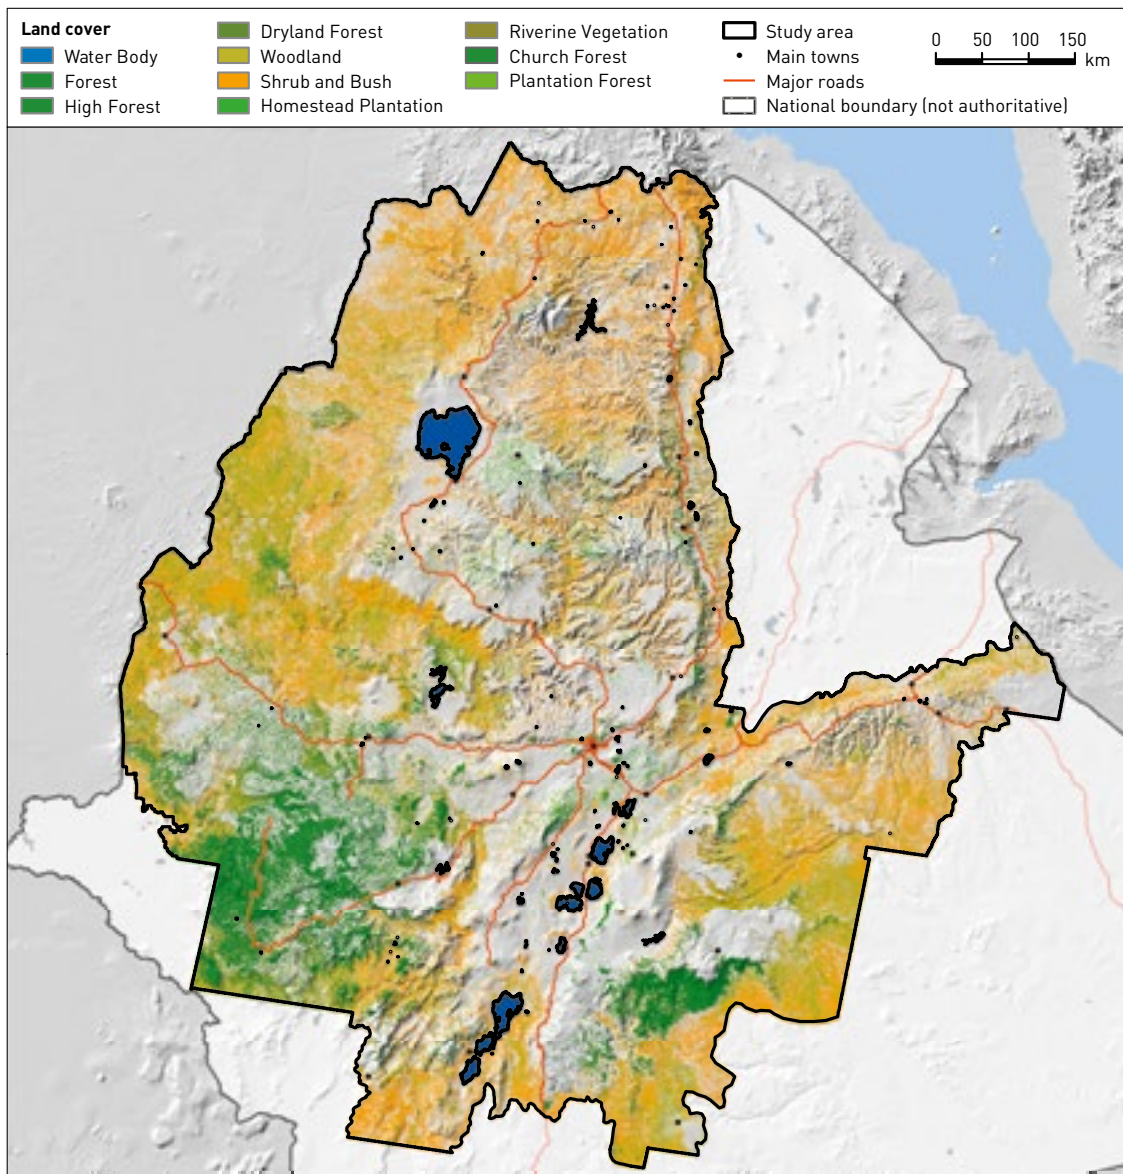 Land cover
Water Body
Forest
High Forest
Dryland Forest
Woodland
Shrub and Bush
Homestead Plantation
Riverine Vegetation
Church Forest
Plantation Forest
Study area
Main towns
Major roads
National boundary (not authoritative)
0 50 100 150
km